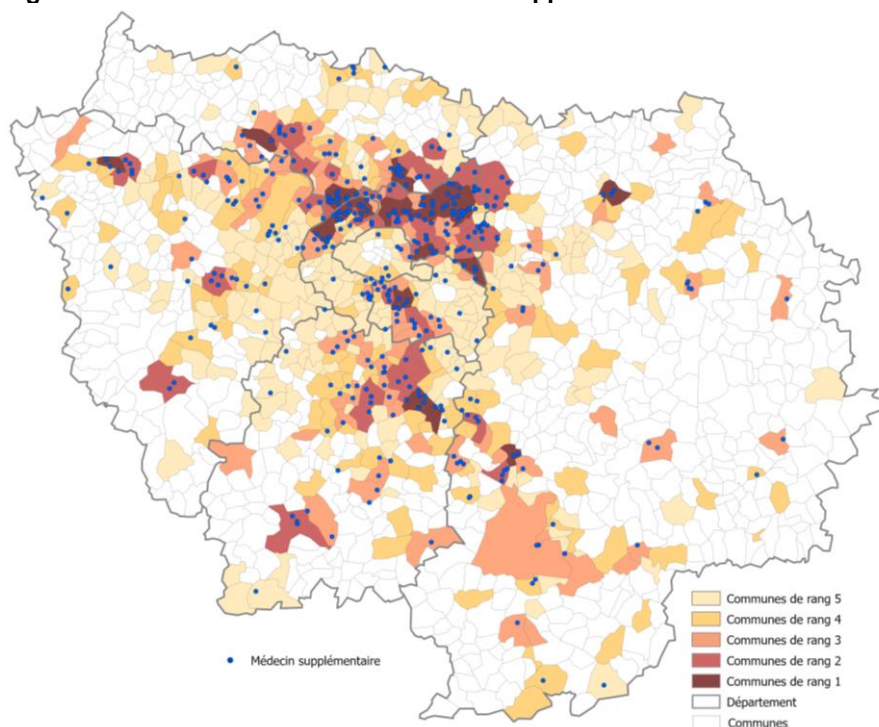 Médecin supplémentaire
Communes de rang 5
Communes de rang 4
Communes de rang 3
Communes de rang 2
Communes de rang 1
Département
Communes